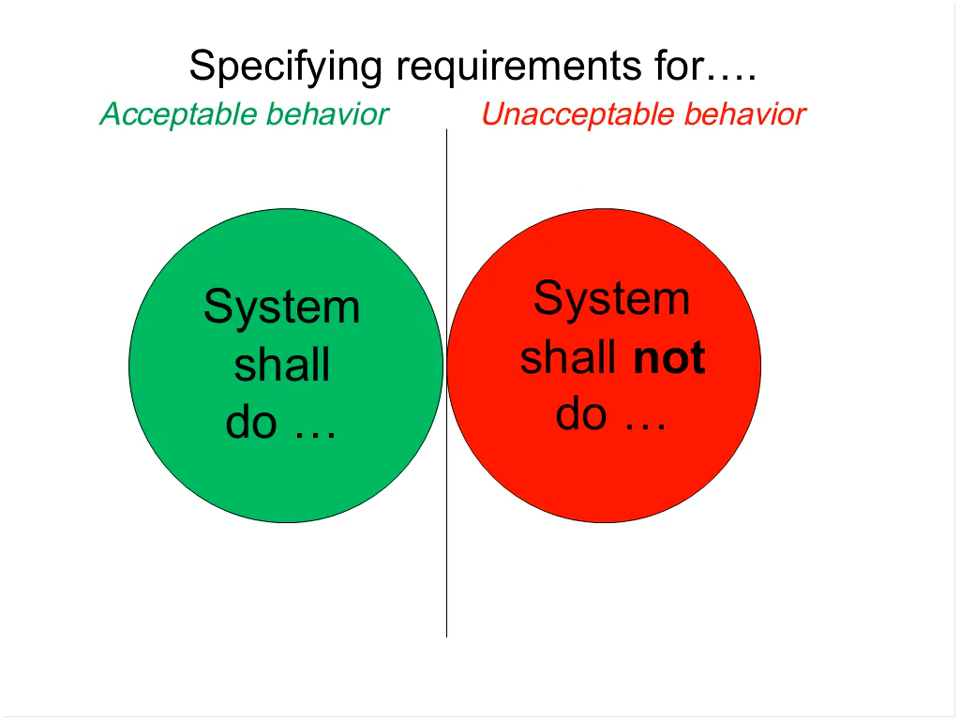 Specifying requirements for….
Acceptable behavior
Unacceptable behavior
System
shall
do …
System
shall not
do …